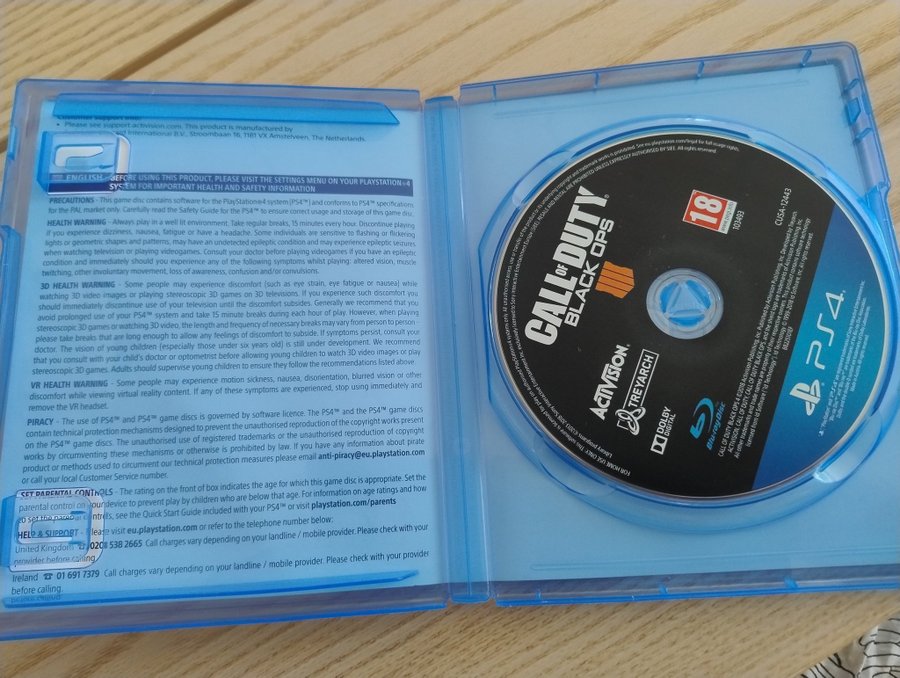 Customer Support Info:
• Please see support.activision.com. This product is manufactured by
International B.V., Stroombaan 16, 1181 VX Amstelveen, The Netherlands.
ENGLISH - BEFORE USING THIS PRODUCT, PLEASE VISIT THE SETTINGS MENU ON YOUR PLAYSTATION®4
SYSTEM FOR IMPORTANT HEALTH AND SAFETY INFORMATION
PRECAUTIONS - This game disc contains software for the PlayStation®4 system (PS4™) and conforms to PS4™ specifications
for the PAL market only. Carefully read the Safety Guide for the PS4™ to ensure correct usage and storage of this game disc.
HEALTH WARNING - Always play in a well lit environment. Take regular breaks, 15 minutes every hour. Discontinue playing
if you experience dizziness, nausea, fatigue or have a headache. Some individuals are sensitive to flashing or flickering
lights or geometric shapes and patterns, may have an undetected epileptic condition and may experience epileptic seizures
when watching television or playing videogames. Consult your doctor before playing videogames if you have an epileptic
condition and immediately should you experience any of the following symptoms whilst playing: altered vision, muscle
twitching, other involuntary movement, loss of awareness, confusion and/or convulsions.
3D HEALTH WARNING - Some people may experience discomfort (such as eye strain, eye fatigue or nausea) while
watching 3D video images or playing stereoscopic 3D games on 3D televisions. If you experience such discomfort you
should immediately discontinue use of your television until the discomfort subsides. Generally we recommend that you
avoid prolonged use of your PS4™ system and take 15 minute breaks during each hour of play. However, when playing
stereoscopic 3D games or watching 3D video, the length and frequency of necessary breaks may vary from person to person -
please take breaks that are long enough to allow any feelings of discomfort to subside. If symptoms persist, consult your
doctor. The vision of young children (especially those under six years old) is still under development. We recommend
that you consult with your child's doctor or optometrist before allowing young children to watch 3D video images or play
stereoscopic 3D games. Adults should supervise young children to ensure they follow the recommendations listed above.
VR HEALTH WARNING - Some people may experience motion sickness, nausea, disorientation, blurred vision or other
discomfort while viewing virtual reality content. If any of these symptoms are experienced, stop using immediately and
remove the VR headset.
PIRACY - The use of PS4™ and PS4™ game discs is governed by software licence. The PS4™ and the PS4™ game discs
contain technical protection mechanisms designed to prevent the unauthorised reproduction of the copyright works present
on the PS4™ game discs. The unauthorised use of registered trademarks or the unauthorised reproduction of copyright
works by circumventing these mechanisms or otherwise is prohibited by law. If you have any information about pirate
product or methods used to circumvent our technical protection measures please email anti-piracy@eu.playstation.com
or call your local Customer Service number.
SET PARENTAL CONTROLS - The rating on the front of box indicates the age for which this game disc is appropriate. Set the
parental control on your device to prevent play by children who are below that age. For information on age ratings and how
to set the parental controls, see the Quick Start Guide included with your PS4™ or visit playstation.com/parents
HELP & SUPPORT - Please visit eu.playstation.com or refer to the telephone number below:
United Kingdom ☎ 0203 538 2665 Call charges vary depending on your landline / mobile provider. Please check with your
provider before calling.
Ireland ☎ 01 691 7379 Call charges vary depending on your landline / mobile provider. Please check with your provider
before calling.
CALL OF DUTY
BLACK OPS
IIII
18
102493
CUSA-12443
ACTIVISION
TREYARCH
DOLBY
DIGITAL
Blu-ray Disc
PS4